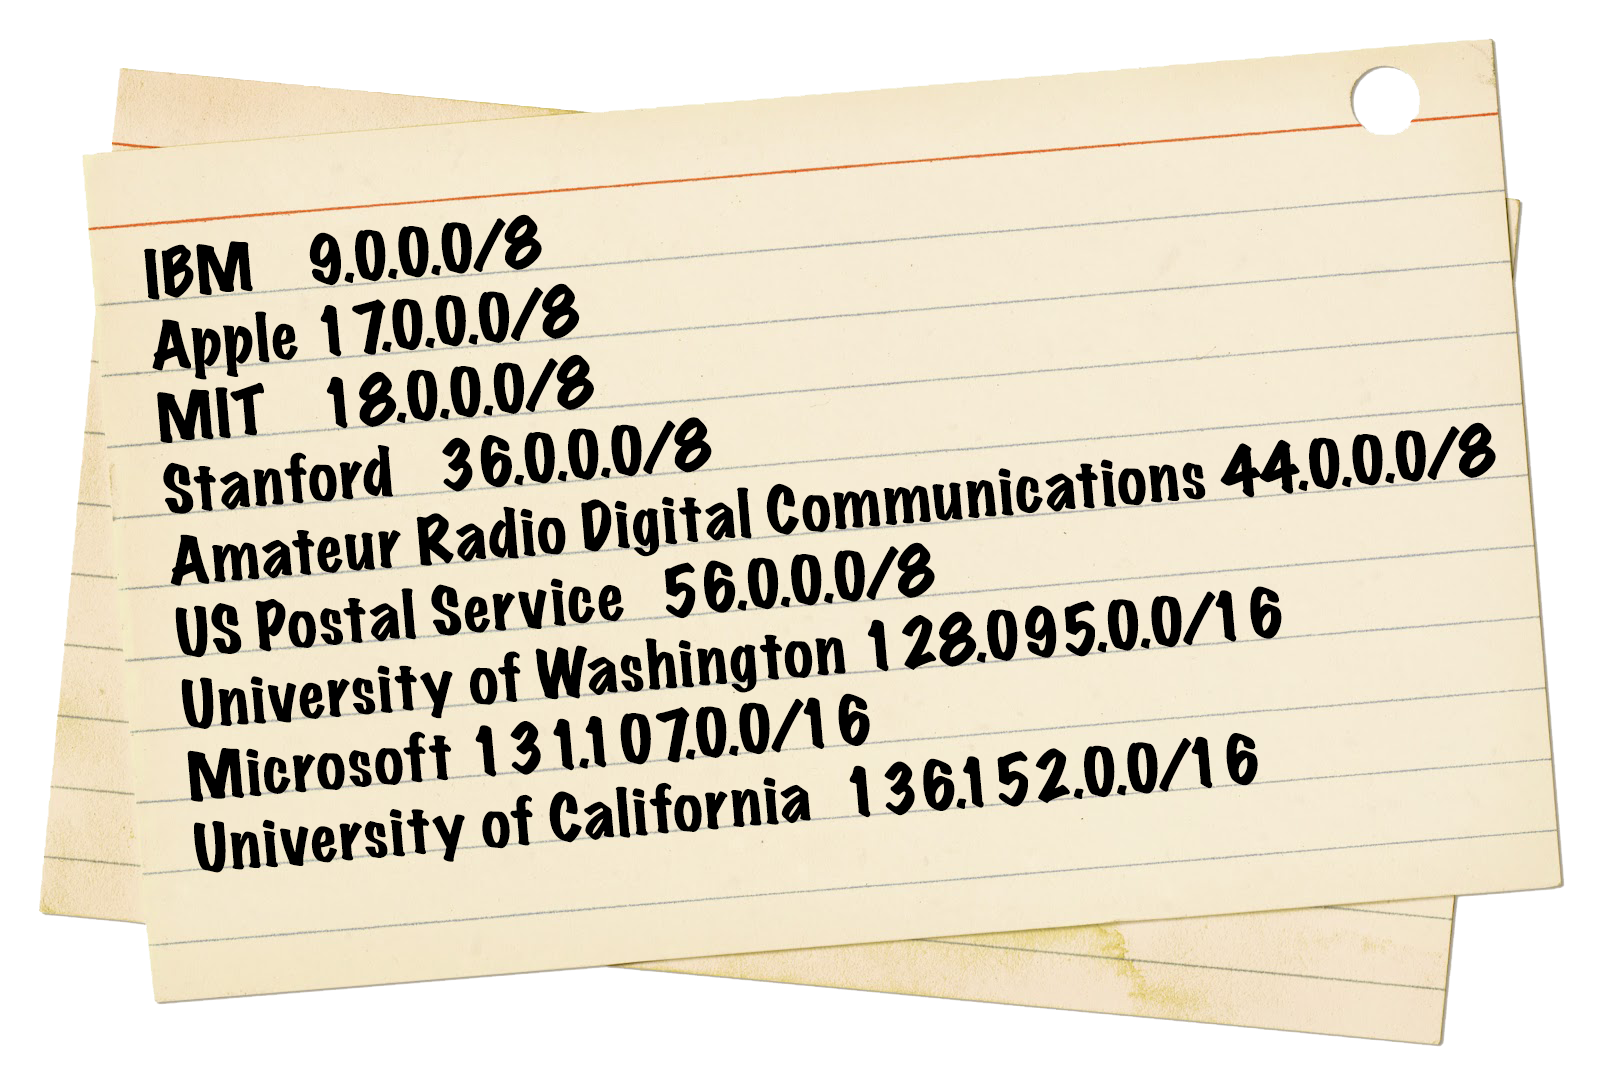 IBM 9.0.0.0/8
Apple 17.0.0.0/8
MIT 18.0.0.0/8
Stanford 36.0.0.0/8
Amateur Radio Digital Communications 44.0.0.0/8
US Postal Service 56.0.0.0/8
University of Washington 128.095.0.0/16
Microsoft 131.107.0.0/16
University of California 136.152.0.0/16